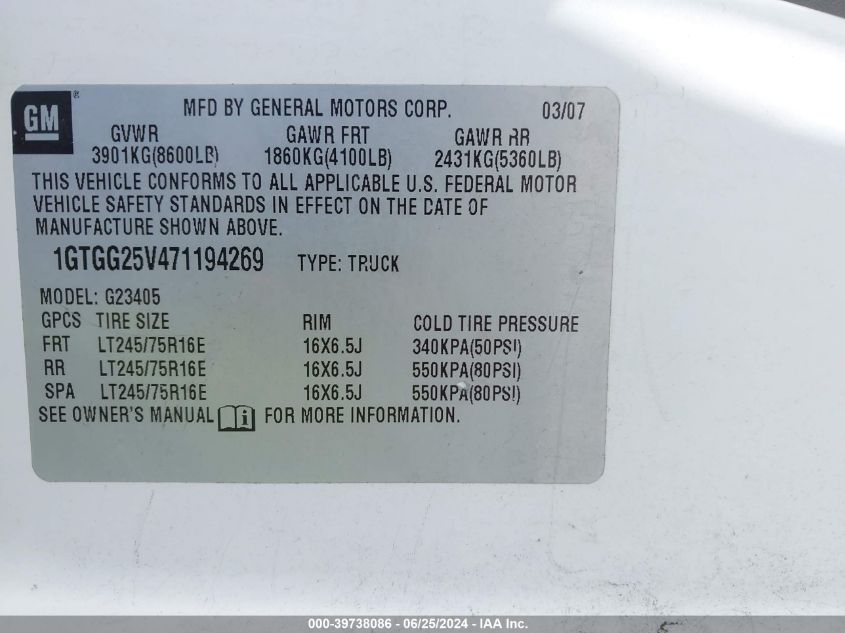 GM®
MFD BY GENERAL MOTORS CORP. 03/07
GVWR GAWR FRT GAWR RR
3901KG(8600LB) 1860KG(4100LB) 2431KG(5360LB)
THIS VEHICLE CONFORMS TO ALL APPLICABLE U.S. FEDERAL MOTOR
VEHICLE SAFETY STANDARDS IN EFFECT ON THE DATE OF
MANUFACTURE SHOWN ABOVE.
1GTGG25V471194269 TYPE: TRUCK
MODEL: G23405
GPCS TIRE SIZE RIM COLD TIRE PRESSURE
FRT LT245/75R16E 16X6.5J 340KPA(50PSI)
RR LT245/75R16E 16X6.5J 550KPA(80PSI)
SPA LT245/75R16E 16X6.5J 550KPA(80PSI)
SEE OWNER'S MANUAL i FOR MORE INFORMATION.
000-39738086 - 06/25/2024 - IAA Inc.